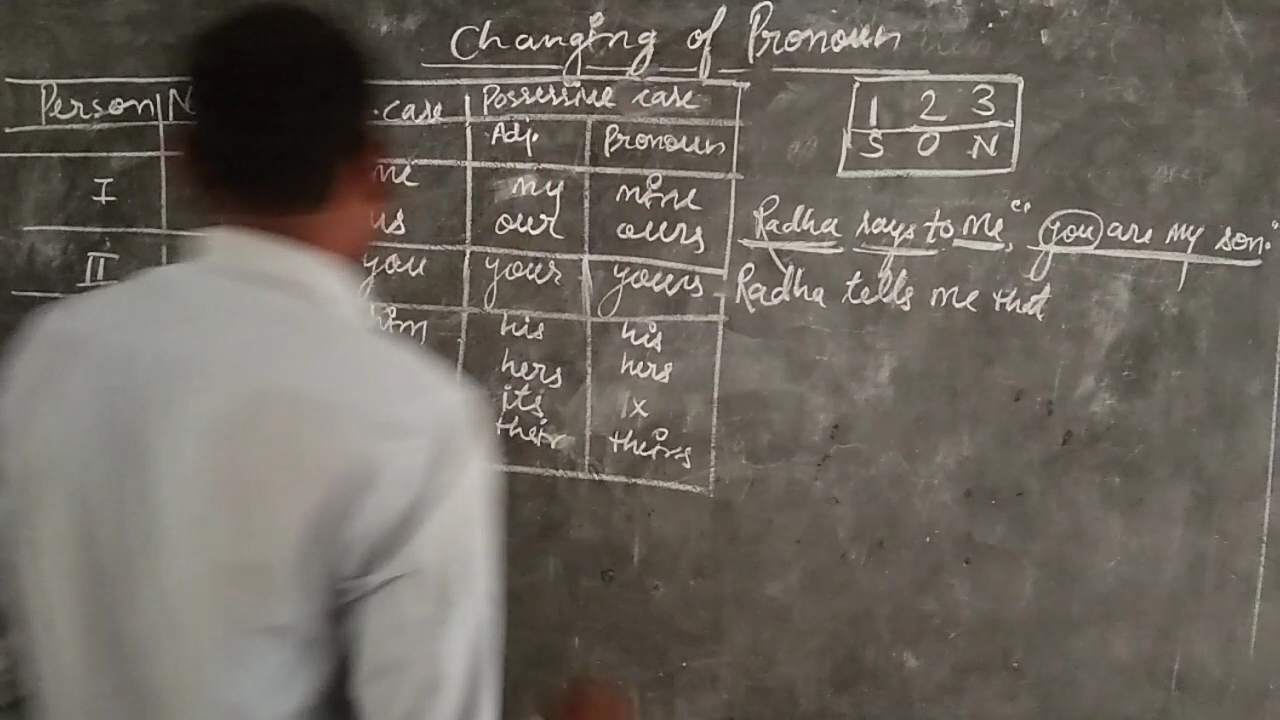 Changing of Pronoun
Person case Possessive case
Adj. Pronoun
I me my mine
us our ours
II you your yours
him his his
hers hers
its x
their theirs
1 2 3
S O N
Radha says to me, "you are my son."
Radha tells me that